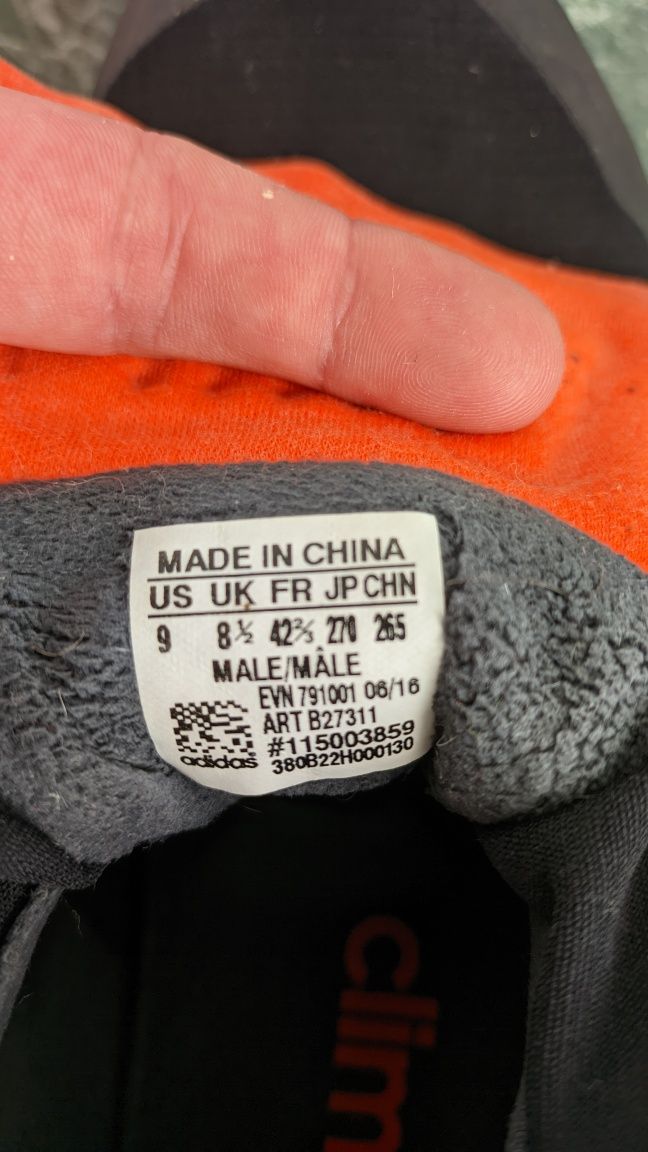 MADE IN CHINA
US UK FR JP CHN
9 8½ 42⅔ 270 265
MALE/MÂLE
EVN 791001 06/16
ART B27311
#115003859
380B22H000130
adidas
clim